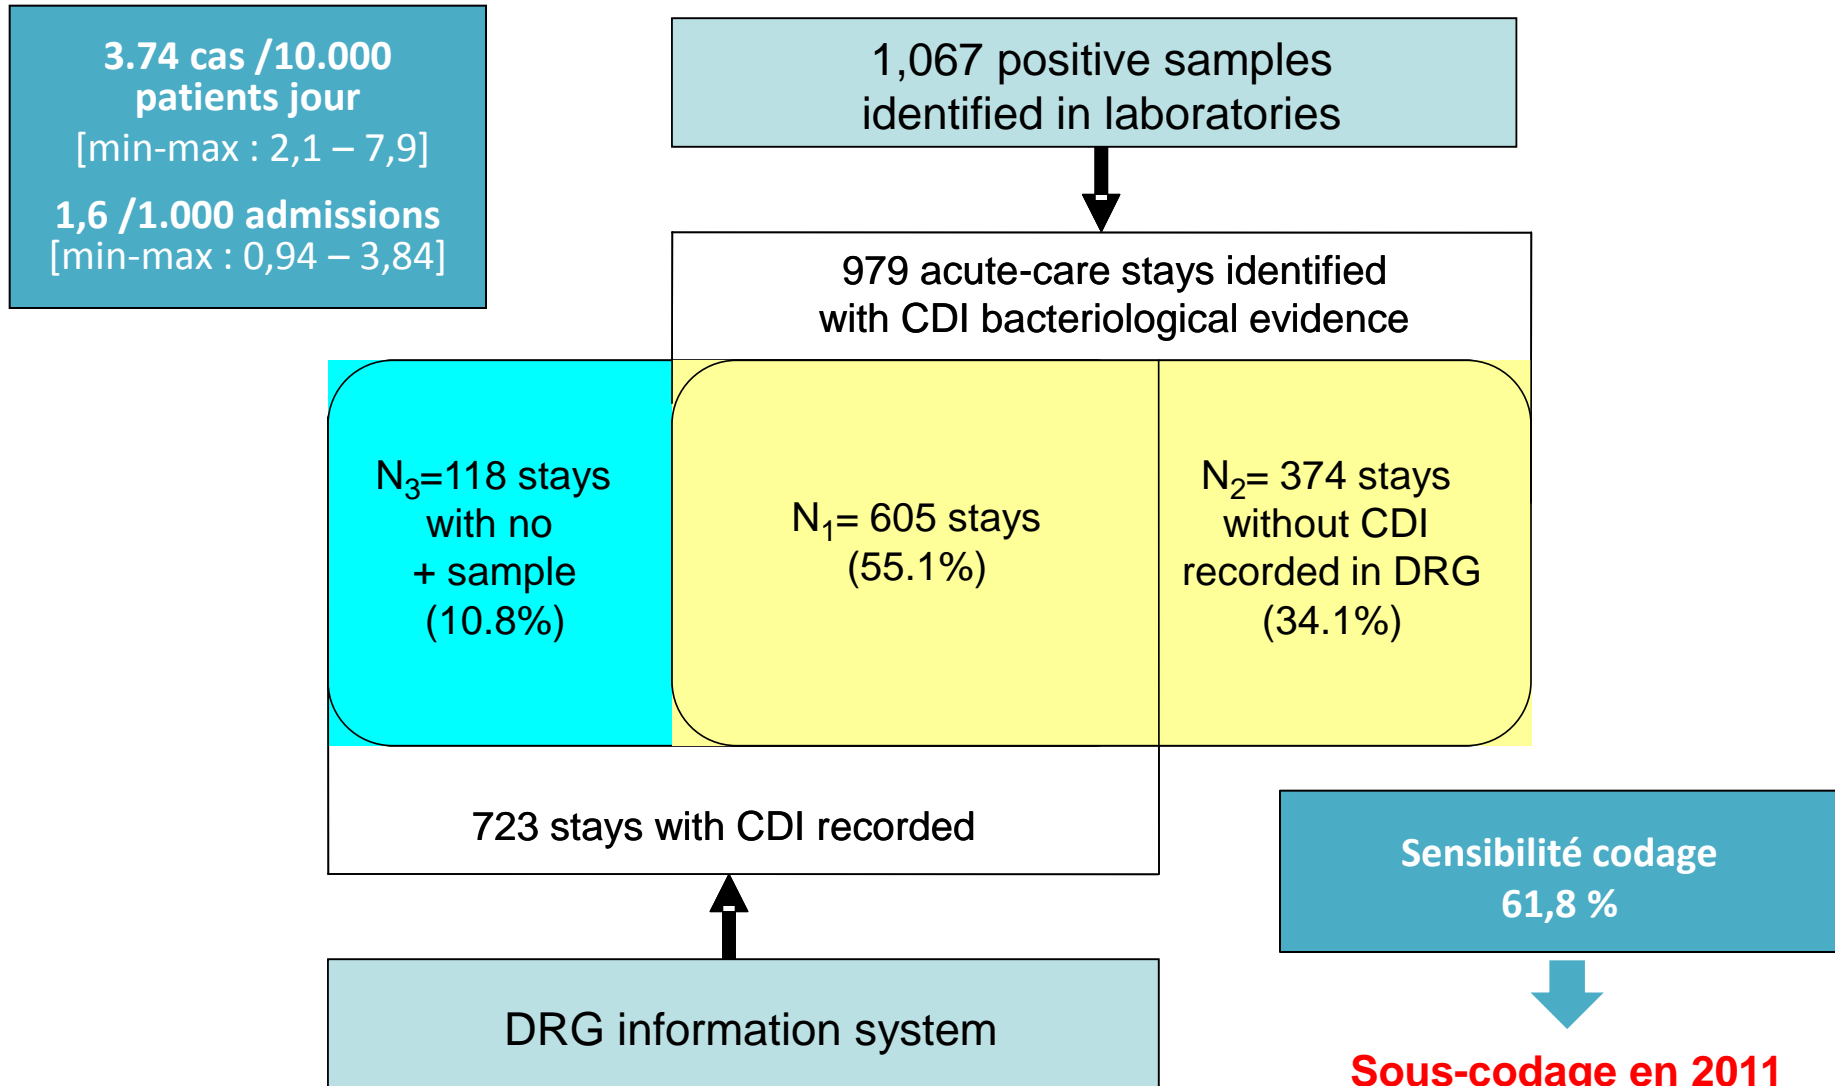 3.74 cas /10.000
patients jour
[min-max : 2,1 – 7,9]
1,6 /1.000 admissions
[min-max : 0,94 – 3,84]
1,067 positive samples
identified in laboratories
979 acute-care stays identified
with CDI bacteriological evidence
N3=118 stays
with no
+ sample
(10.8%)
N1= 605 stays
(55.1%)
N2= 374 stays
without CDI
recorded in DRG
(34.1%)
723 stays with CDI recorded
DRG information system
Sensibilité codage
61,8 %
Sous-codage en 2011